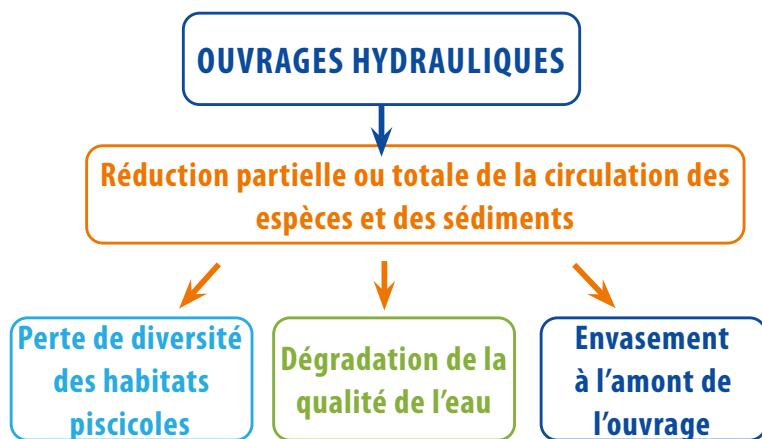 OUVRAGES HYDRAULIQUES
Réduction partielle ou totale de la circulation des
espèces et des sédiments
Perte de diversité
des habitats
piscicoles
Dégradation de la
qualité de l’eau
Envasement
à l’amont de
l’ouvrage